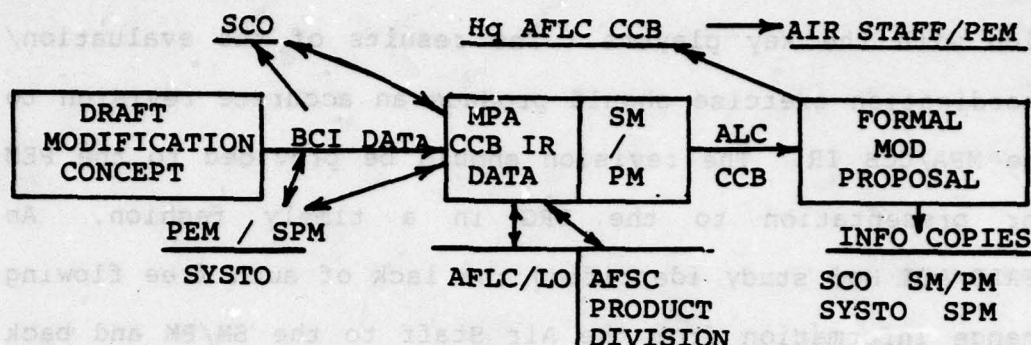 SCO
Hq AFLC CCB
AIR STAFF/PEM
DRAFT
MODIFICATION
CONCEPT
BCI DATA
MPA
CCB IR
DATA
SM
/
PM
ALC
CCB
FORMAL
MOD
PROPOSAL
PEM / SPM
SYSTO
AFLC/LO
AFSC
PRODUCT
DIVISION
INFO COPIES
SCO SM/PM
SYSTO SPM